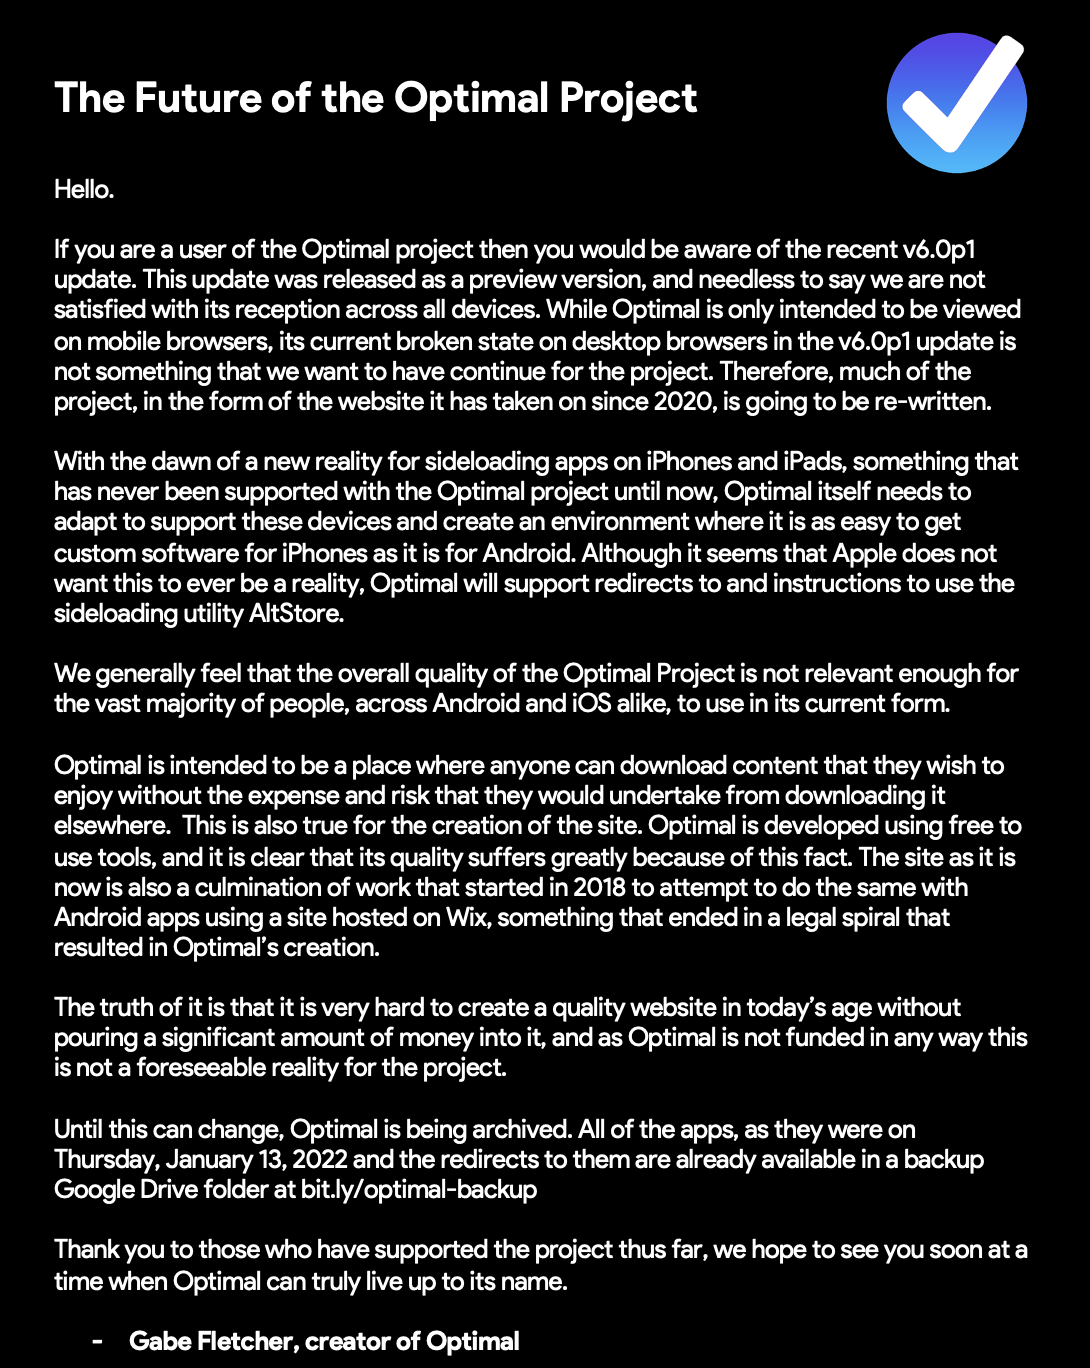 The Future of the Optimal Project
Hello.
If you are a user of the Optimal project then you would be aware of the recent v6.0p1
update. This update was released as a preview version, and needless to say we are not
satisfied with its reception across all devices. While Optimal is only intended to be viewed
on mobile browsers, its current broken state on desktop browsers in the v6.0p1 update is
not something that we want to have continue for the project. Therefore, much of the
project, in the form of the website it has taken on since 2020, is going to be re-written.
With the dawn of a new reality for sideloading apps on iPhones and iPads, something that
has never been supported with the Optimal project until now, Optimal itself needs to
adapt to support these devices and create an environment where it is as easy to get
custom software for iPhones as it is for Android. Although it seems that Apple does not
want this to ever be a reality, Optimal will support redirects to and instructions to use the
sideloading utility AltStore.
We generally feel that the overall quality of the Optimal Project is not relevant enough for
the vast majority of people, across Android and iOS alike, to use in its current form.
Optimal is intended to be a place where anyone can download content that they wish to
enjoy without the expense and risk that they would undertake from downloading it
elsewhere.  This is also true for the creation of the site. Optimal is developed using free to
use tools, and it is clear that its quality suffers greatly because of this fact. The site as it is
now is also a culmination of work that started in 2018 to attempt to do the same with
Android apps using a site hosted on Wix, something that ended in a legal spiral that
resulted in Optimal's creation.
The truth of it is that it is very hard to create a quality website in today's age without
pouring a significant amount of money into it, and as Optimal is not funded in any way this
is not a foreseeable reality for the project.
Until this can change, Optimal is being archived. All of the apps, as they were on
Thursday, January 13, 2022 and the redirects to them are already available in a backup
Google Drive folder at bit.ly/optimal-backup
Thank you to those who have supported the project thus far, we hope to see you soon at a
time when Optimal can truly live up to its name.
- Gabe Fletcher, creator of Optimal